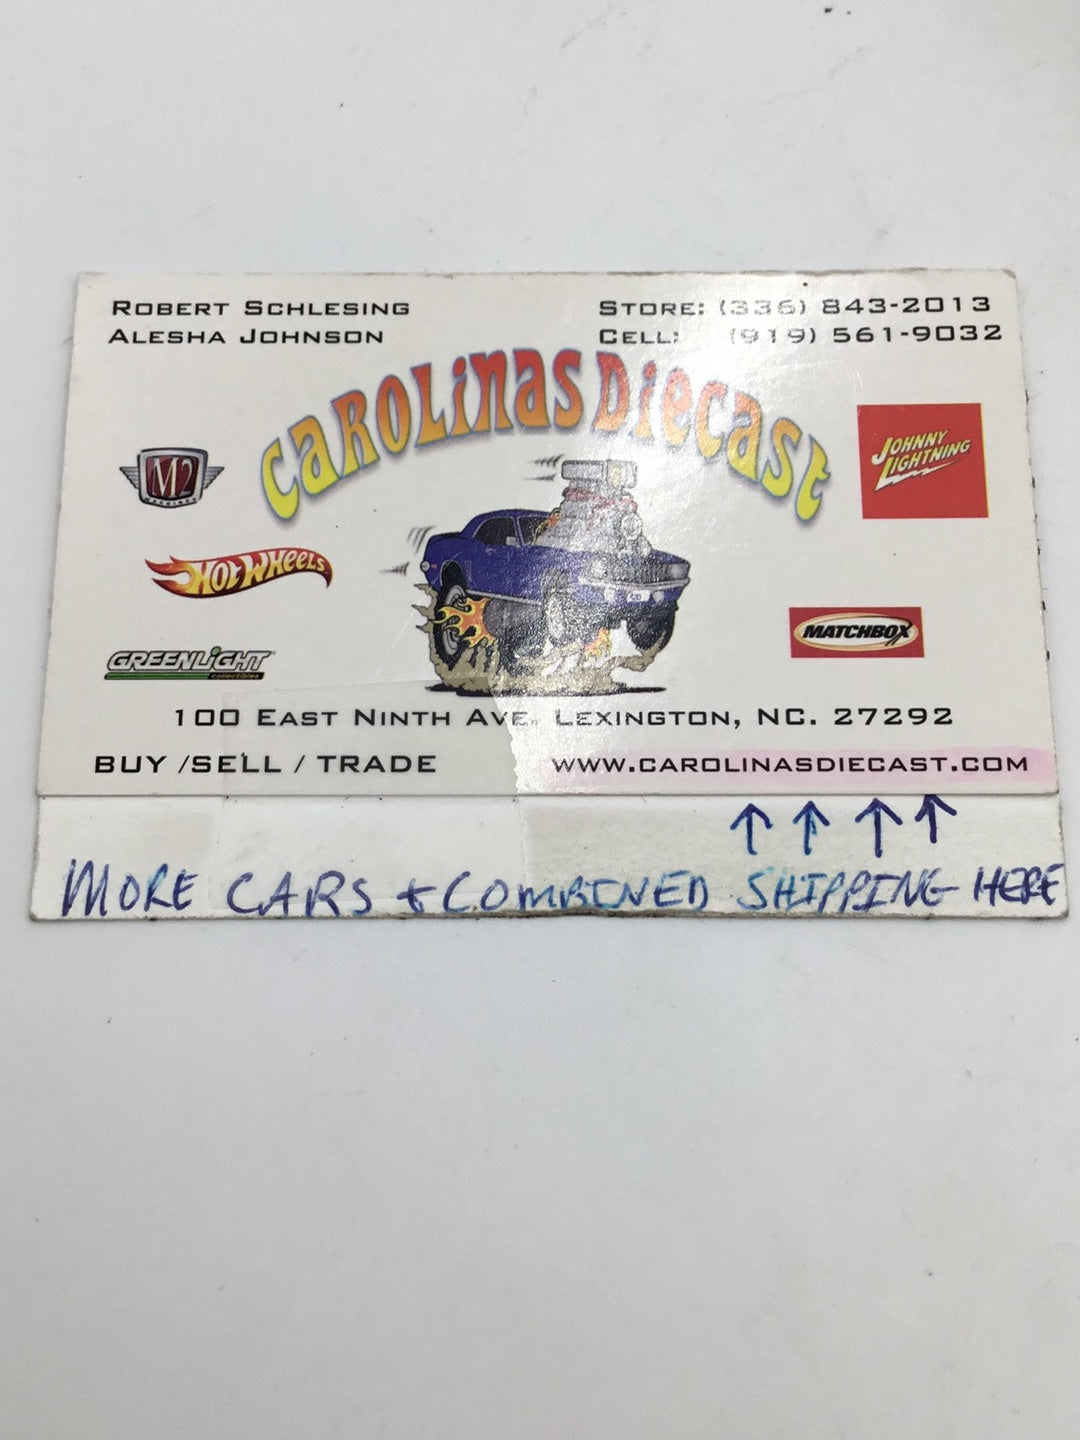 ROBERT SCHLESING
ALESHA JOHNSON
STORE: (336) 843-2013
CELL: (919) 561-9032
CAROLINAS DIECAST
M2
JOHNNY
LIGHTNING
HOT WHEELS
MATCHBOX
GREENLIGHT
collectibles
100 EAST NINTH AVE. LEXINGTON, NC. 27292
BUY /SELL / TRADE
WWW.CAROLINASDIECAST.COM
MORE CARS + COMBINED SHIPPING HERE